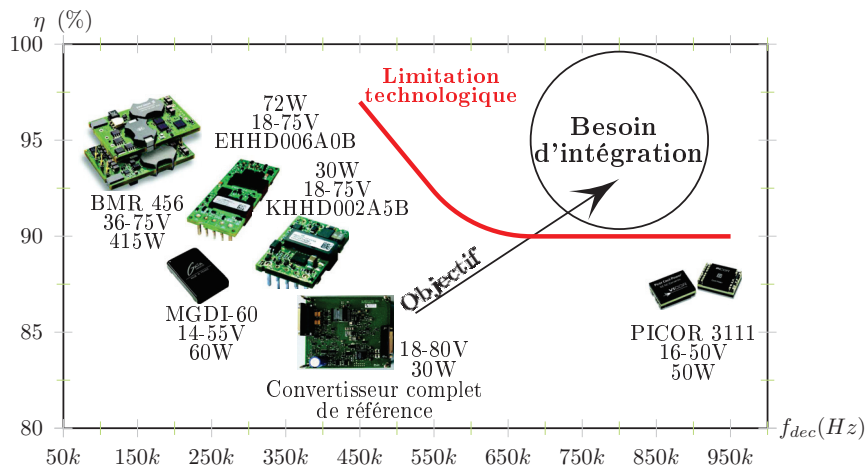 η (%)
100
95
90
85
80
Limitation
technologique
Besoin
d'intégration
72W
18-75V
EHHD006A0B
30W
18-75V
KHHD002A5B
BMR 456
36-75V
415W
MGDI-60
14-55V
60W
Objectif
18-80V
30W
Convertisseur complet
de référence
PICOR 3111
16-50V
50W
f_dec(Hz)
50k 150k 250k 350k 450k 550k 650k 750k 850k 950k